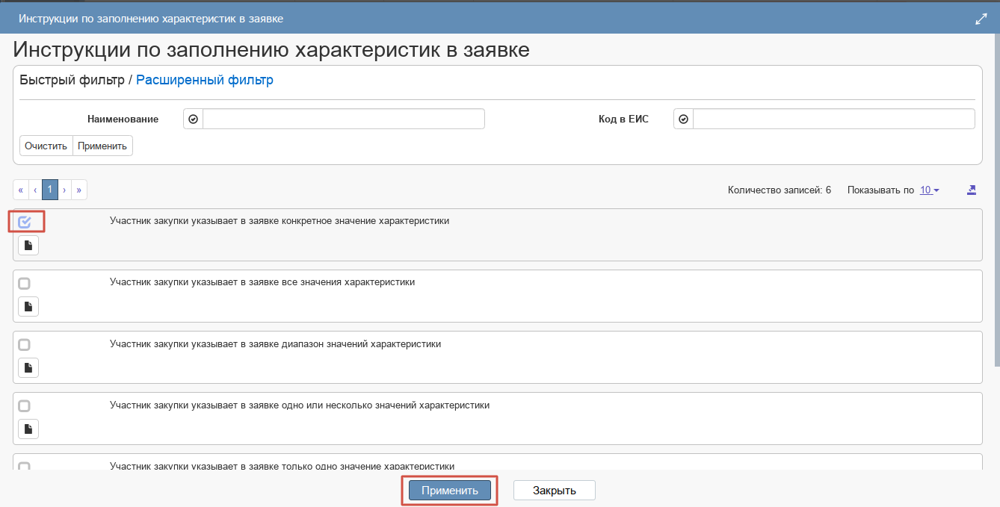 Инструкции по заполнению характеристик в заявке
Инструкции по заполнению характеристик в заявке
Быстрый фильтр / Расширенный фильтр
Наименование Код в ЕИС
Очистить Применить
« ‹ 1 › » Количество записей: 6 Показывать по 10
Участник закупки указывает в заявке конкретное значение характеристики
Участник закупки указывает в заявке все значения характеристики
Участник закупки указывает в заявке диапазон значений характеристики
Участник закупки указывает в заявке одно или несколько значений характеристики
Участник закупки указывает в заявке только одно значение характеристики
Применить Закрыть